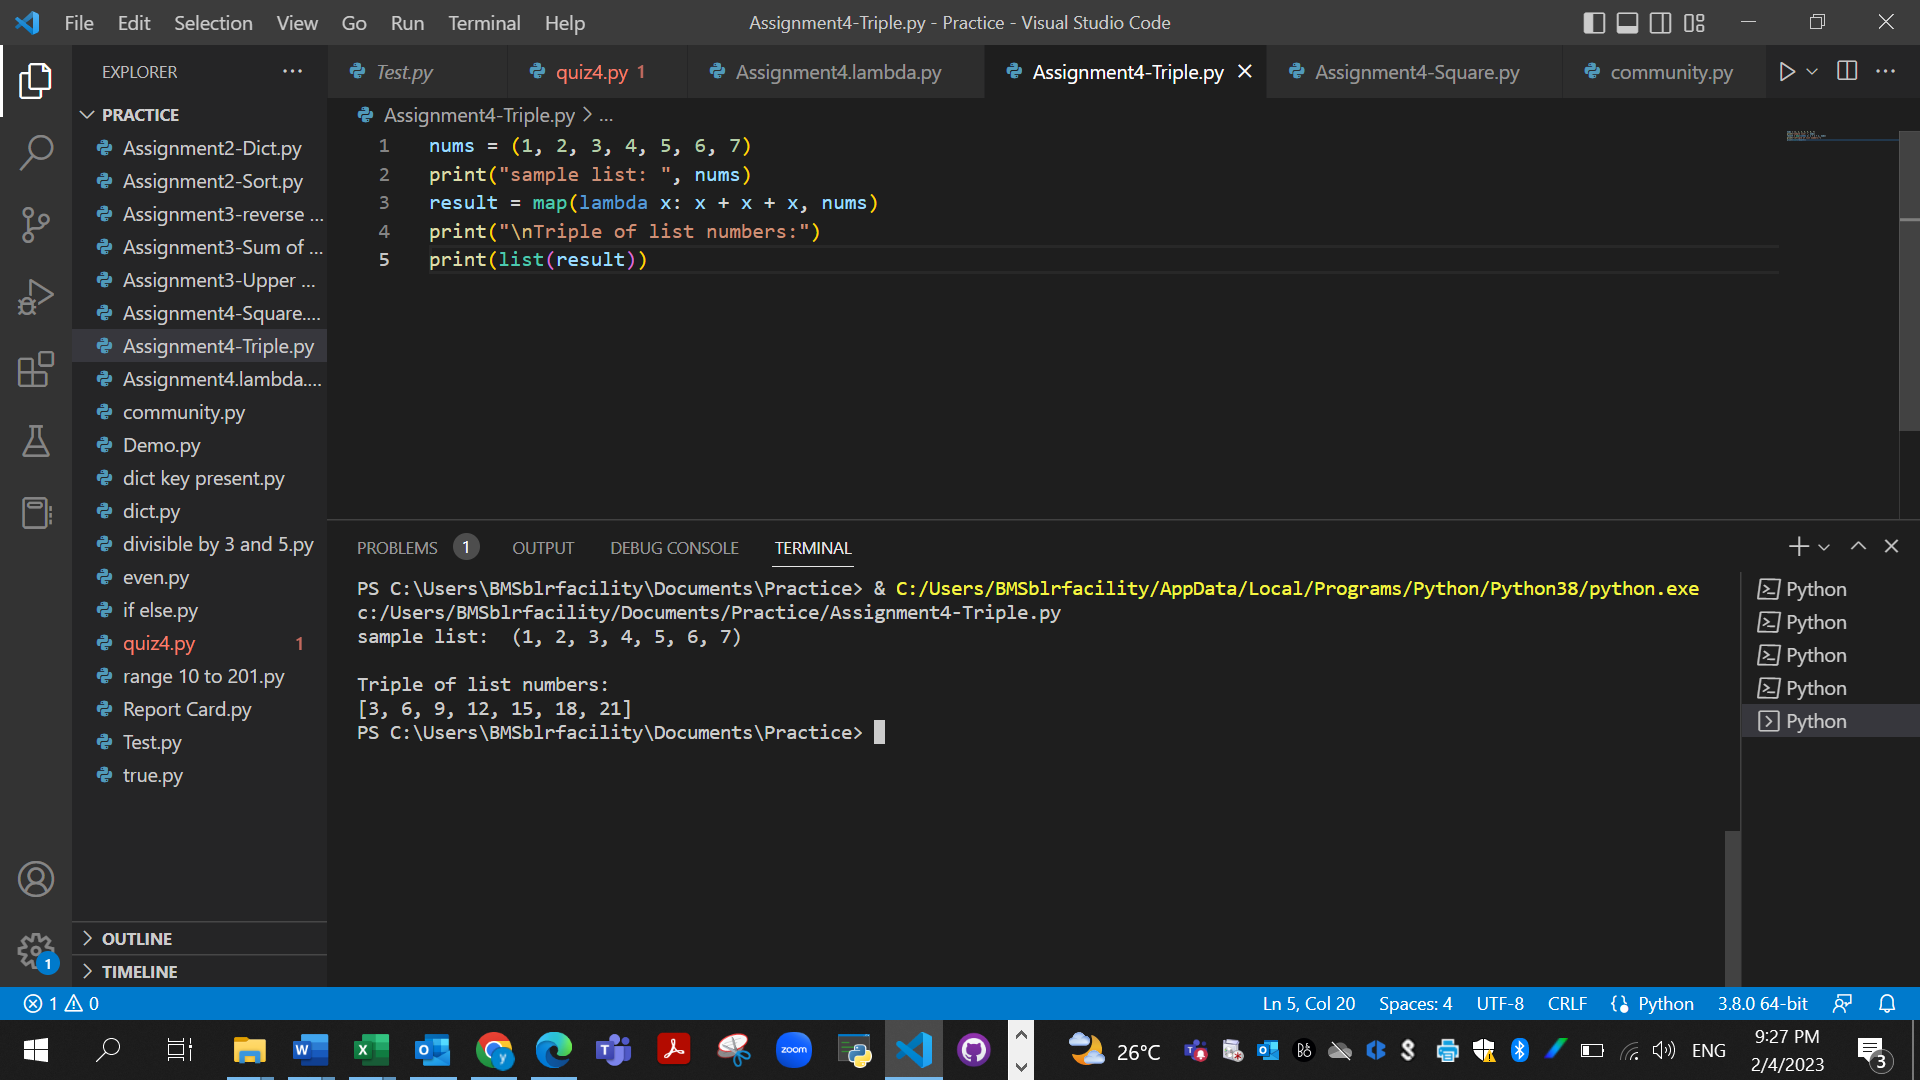 File Edit Selection View Go Run Terminal Help
Assignment4-Triple.py - Practice - Visual Studio Code
EXPLORER
Test.py
quiz4.py 1
Assignment4.lambda.py
Assignment4-Triple.py
Assignment4-Square.py
community.py
PRACTICE
Assignment2-Dict.py
Assignment2-Sort.py
Assignment3-reverse ...
Assignment3-Sum of ...
Assignment3-Upper ...
Assignment4-Square....
Assignment4-Triple.py
Assignment4.lambda....
community.py
Demo.py
dict key present.py
dict.py
divisible by 3 and 5.py
even.py
if else.py
quiz4.py 1
range 10 to 201.py
Report Card.py
Test.py
true.py
OUTLINE
TIMELINE
1
Assignment4-Triple.py > ...
1 nums = (1, 2, 3, 4, 5, 6, 7)
2 print("sample list: ", nums)
3 result = map(lambda x: x + x + x, nums)
4 print("\nTriple of list numbers:")
5 print(list(result))
PROBLEMS 1 OUTPUT DEBUG CONSOLE TERMINAL
PS C:\Users\BMSblrfacility\Documents\Practice> & C:/Users/BMSblrfacility/AppData/Local/Programs/Python/Python38/python.exe
c:/Users/BMSblrfacility/Documents/Practice/Assignment4-Triple.py
sample list:  (1, 2, 3, 4, 5, 6, 7)
Triple of list numbers:
[3, 6, 9, 12, 15, 18, 21]
PS C:\Users\BMSblrfacility\Documents\Practice>
Python
Python
Python
Python
Python
1 0
Ln 5, Col 20 Spaces: 4 UTF-8 CRLF Python 3.8.0 64-bit
zoom
26°C
ENG
9:27 PM
2/4/2023
3